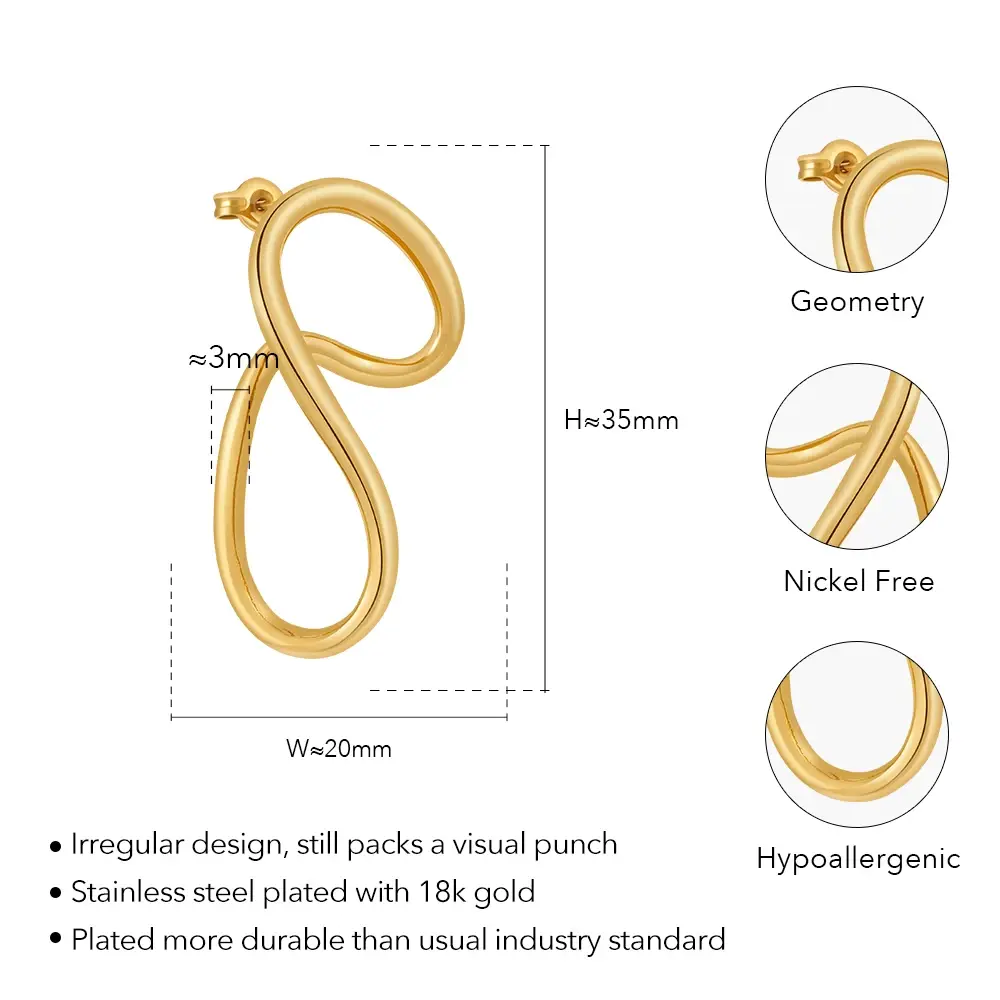 Geometry
≈3mm
H≈35mm
Nickel Free
W≈20mm
Hypoallergenic
• Irregular design, still packs a visual punch
• Stainless steel plated with 18k gold
• Plated more durable than usual industry standard